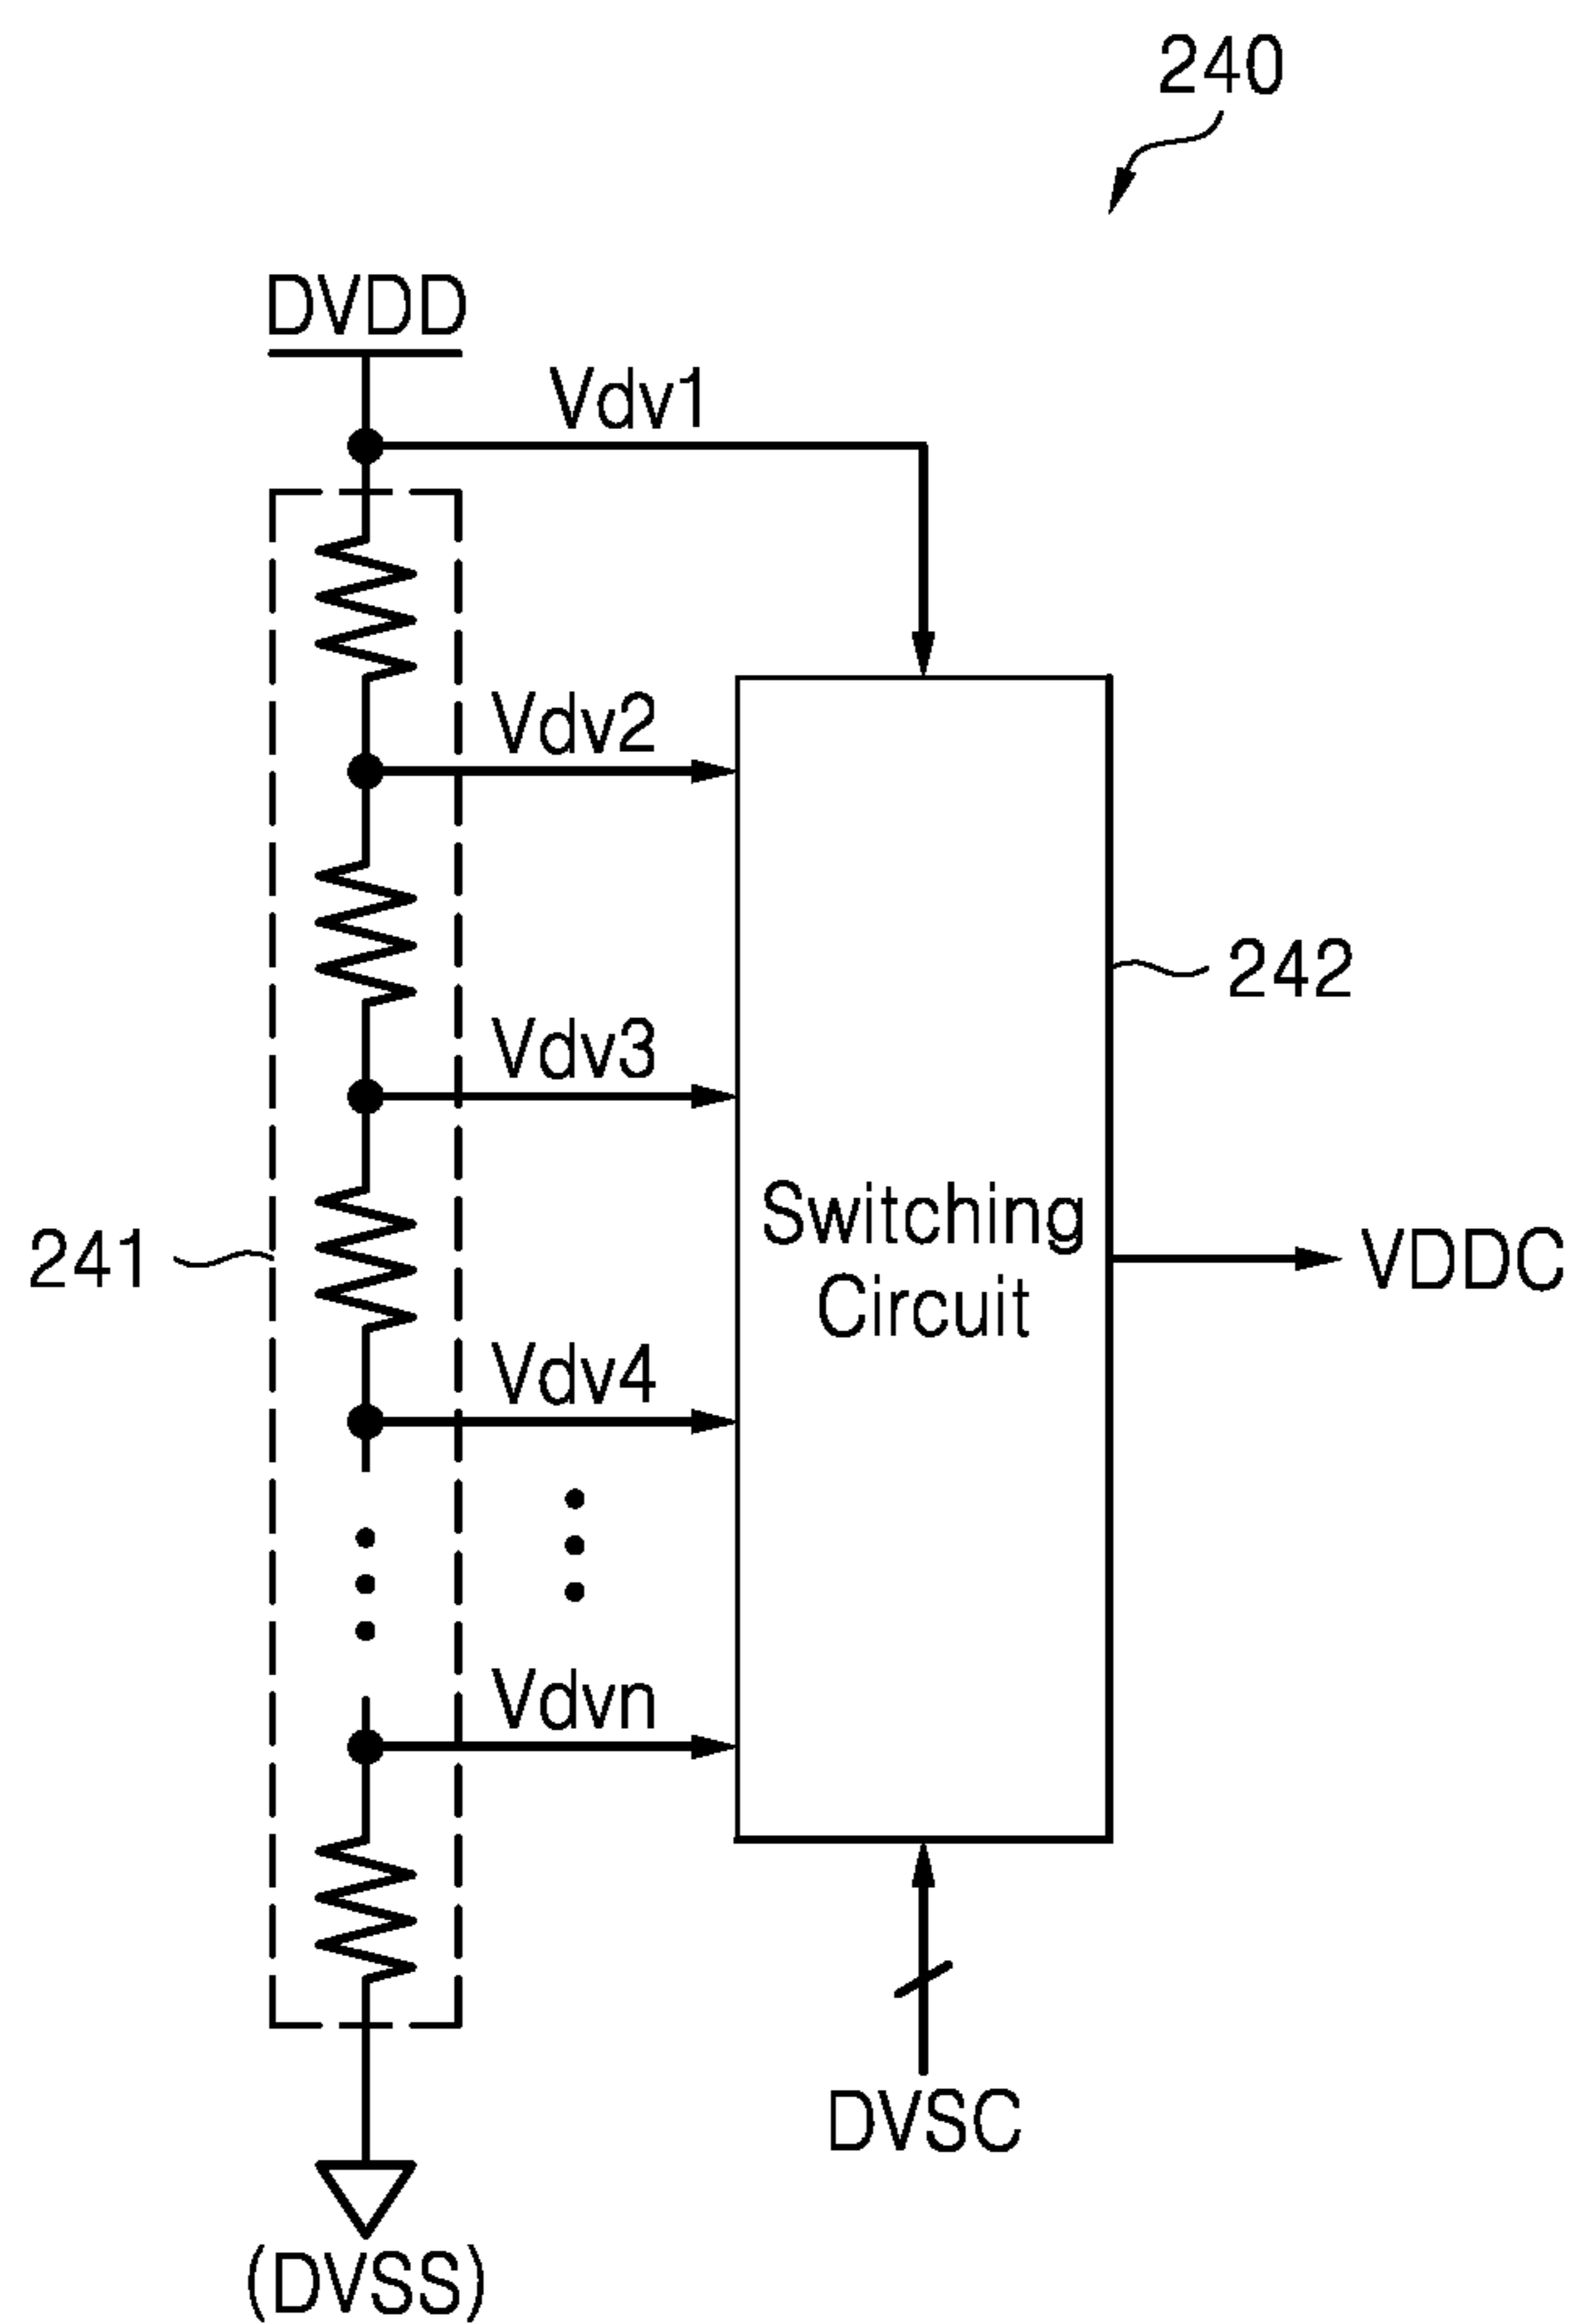 240
DVDD
Vdv1
Vdv2
242
Vdv3
Switching
Circuit
241
VDDC
Vdv4
Vdvn
DVSC
(DVSS)